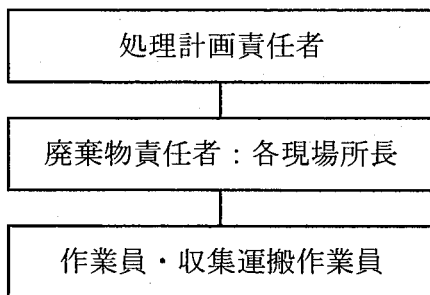 処理計画責任者
廃棄物責任者：各現場所長
作業員・収集運搬作業員